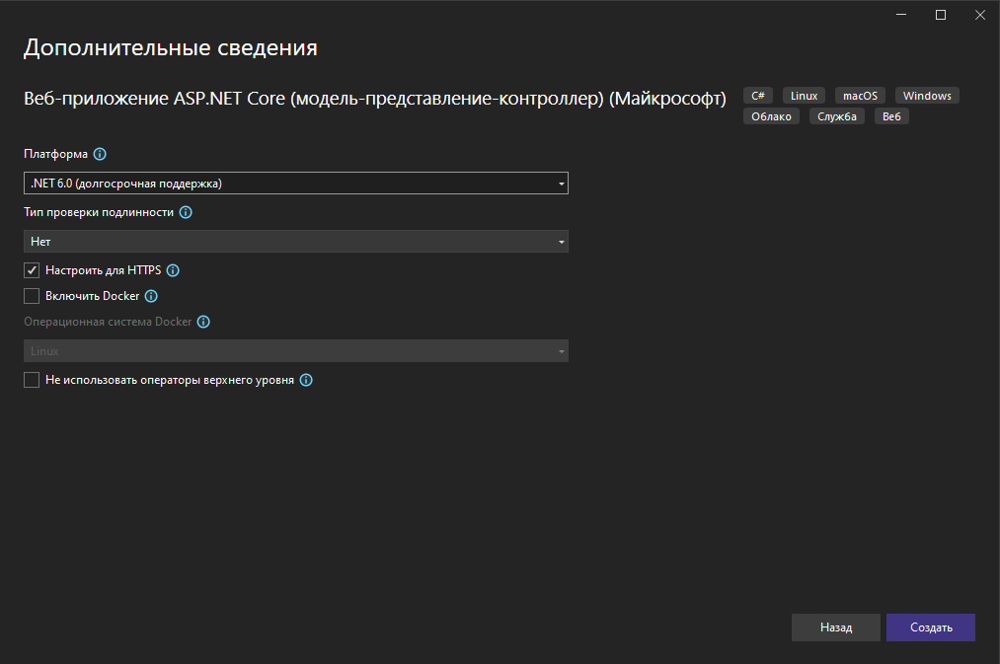 Дополнительные сведения
Веб-приложение ASP.NET Core (модель-представление-контроллер) (Майкрософт)
C# Linux macOS Windows
Облако Служба Веб
Платформа
.NET 6.0 (долгосрочная поддержка)
Тип проверки подлинности
Нет
Настроить для HTTPS
Включить Docker
Операционная система Docker
Linux
Не использовать операторы верхнего уровня
Назад Создать